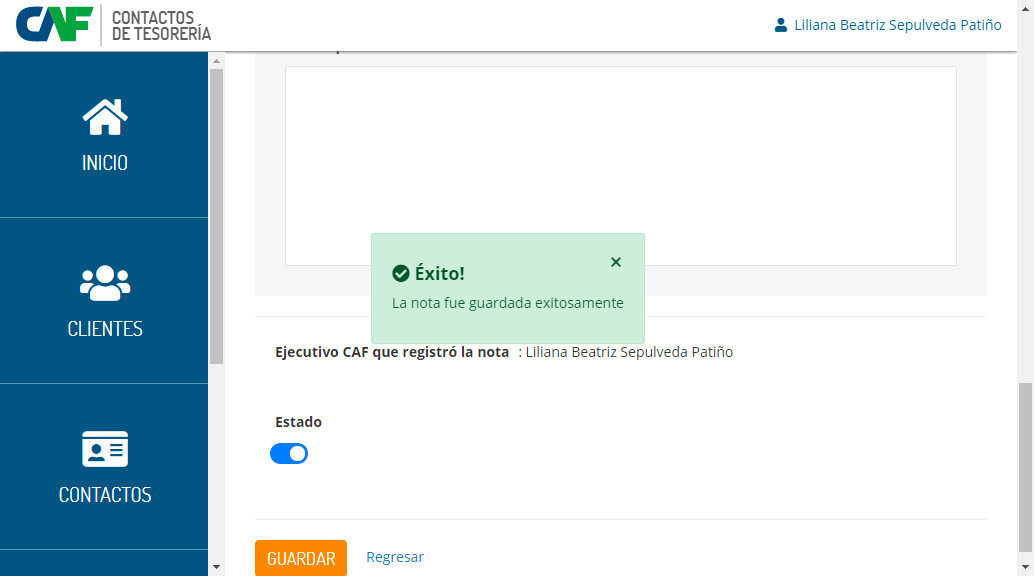 CAF
CONTACTOS
DE TESORERÍA
Liliana Beatriz Sepulveda Patiño
INICIO
CLIENTES
CONTACTOS
Éxito!
La nota fue guardada exitosamente
Ejecutivo CAF que registró la nota : Liliana Beatriz Sepulveda Patiño
Estado
GUARDAR Regresar